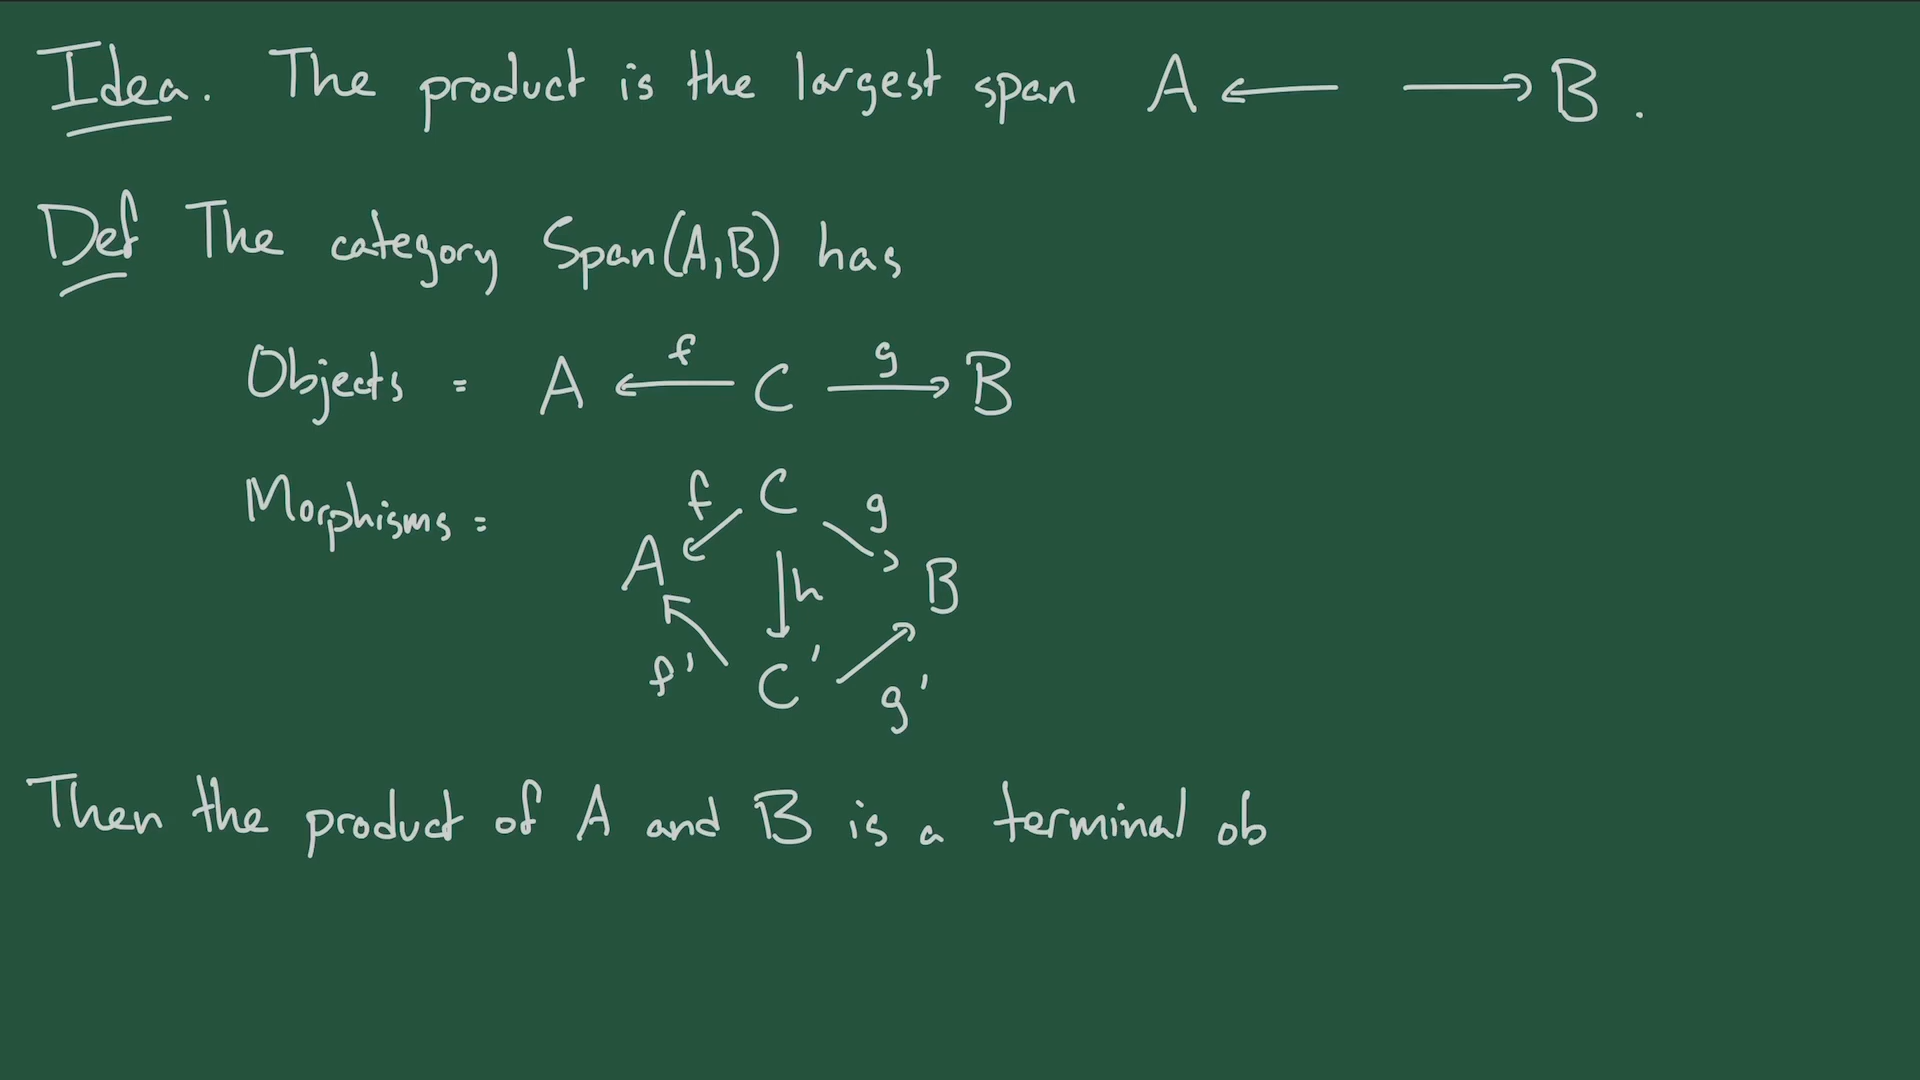 Idea. The product is the largest span A ← → B.
Def The category Span(A,B) has
Objects = A ←f C →g B
Morphisms =
f C g
A h B
f' C' g'
Then the product of A and B is a terminal ob